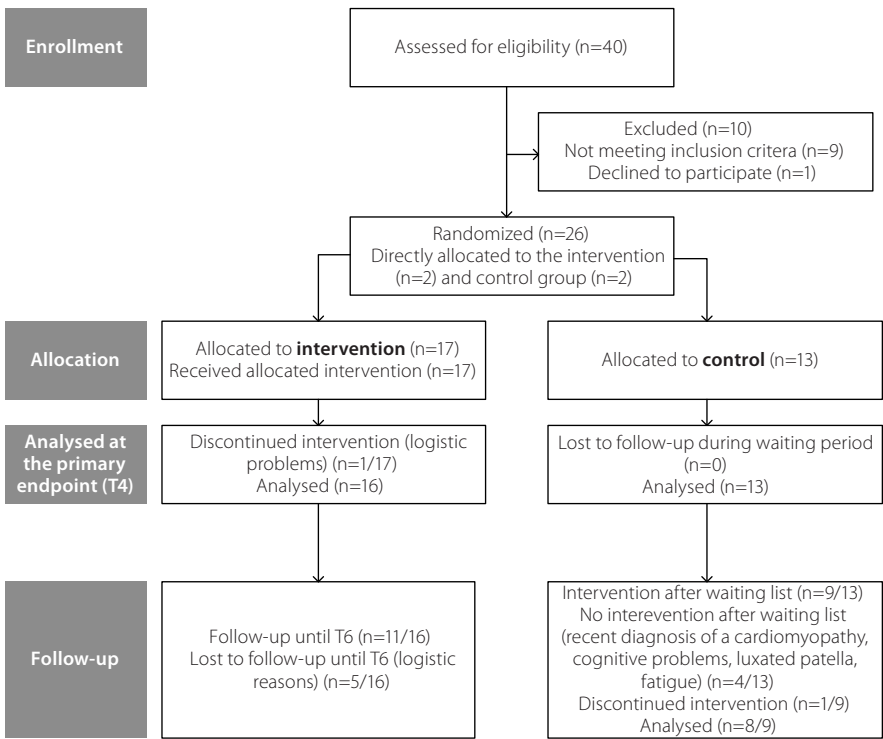 Enrollment
Assessed for eligibility (n=40)
Excluded (n=10)
Not meeting inclusion critera (n=9)
Declined to participate (n=1)
Randomized (n=26)
Directly allocated to the intervention
(n=2) and control group (n=2)
Allocation
Allocated to intervention (n=17)
Received allocated intervention (n=17)
Allocated to control (n=13)
Analysed at
the primary
endpoint (T4)
Discontinued intervention (logistic
problems) (n=1/17)
Analysed (n=16)
Lost to follow-up during waiting period
(n=0)
Analysed (n=13)
Follow-up
Follow-up until T6 (n=11/16)
Lost to follow-up until T6 (logistic
reasons) (n=5/16)
Intervention after waiting list (n=9/13)
No interevention after waiting list
(recent diagnosis of a cardiomyopathy,
cognitive problems, luxated patella,
fatigue) (n=4/13)
Discontinued intervention (n=1/9)
Analysed (n=8/9)